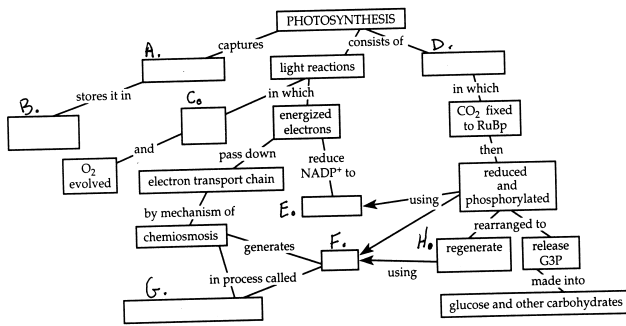 PHOTOSYNTHESIS
A.
captures
consists of
D.
light reactions
stores it in
B.
C.
in which
in which
energized
electrons
CO2 fixed
to RuBp
and
then
O2
evolved
pass down
reduce
NADP+ to
electron transport chain
reduced
and
phosphorylated
using
E.
by mechanism of
rearranged to
chemiosmosis
generates
F.
H.
regenerate
release
G3P
using
in process called
made into
G.
glucose and other carbohydrates